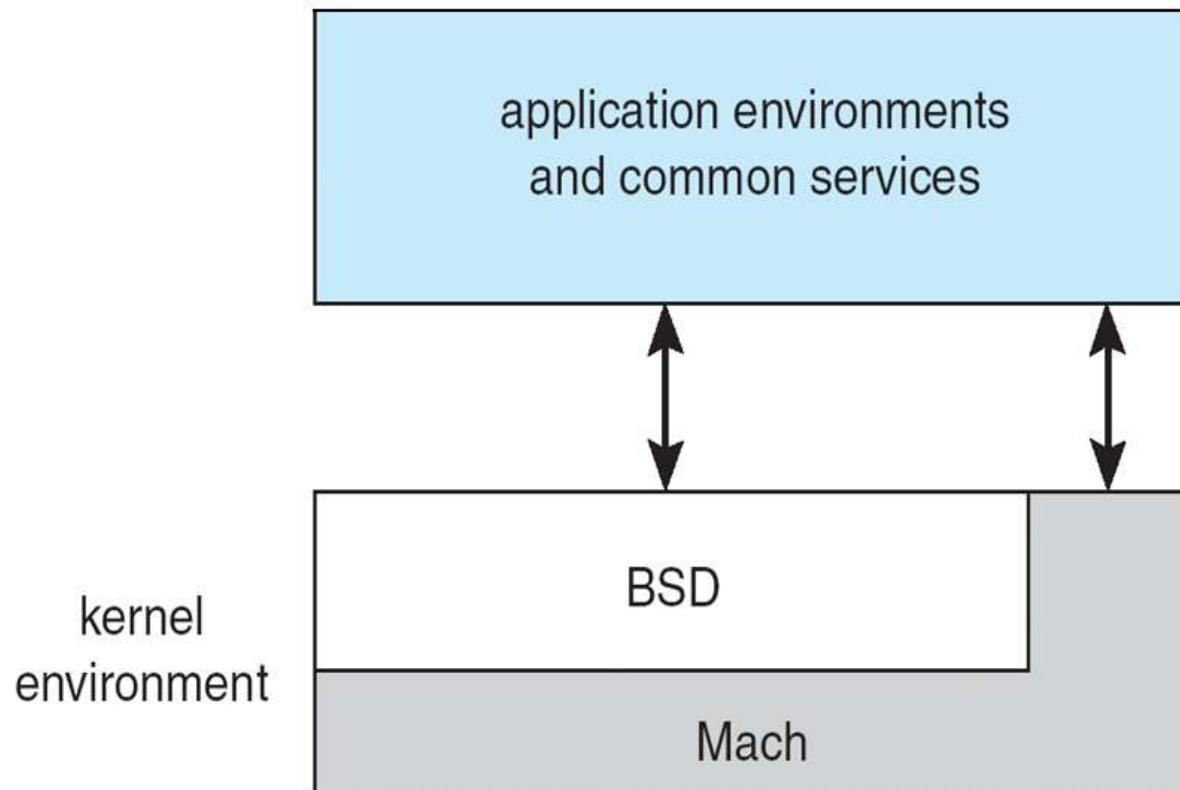 application environments
and common services
BSD
kernel
environment
Mach